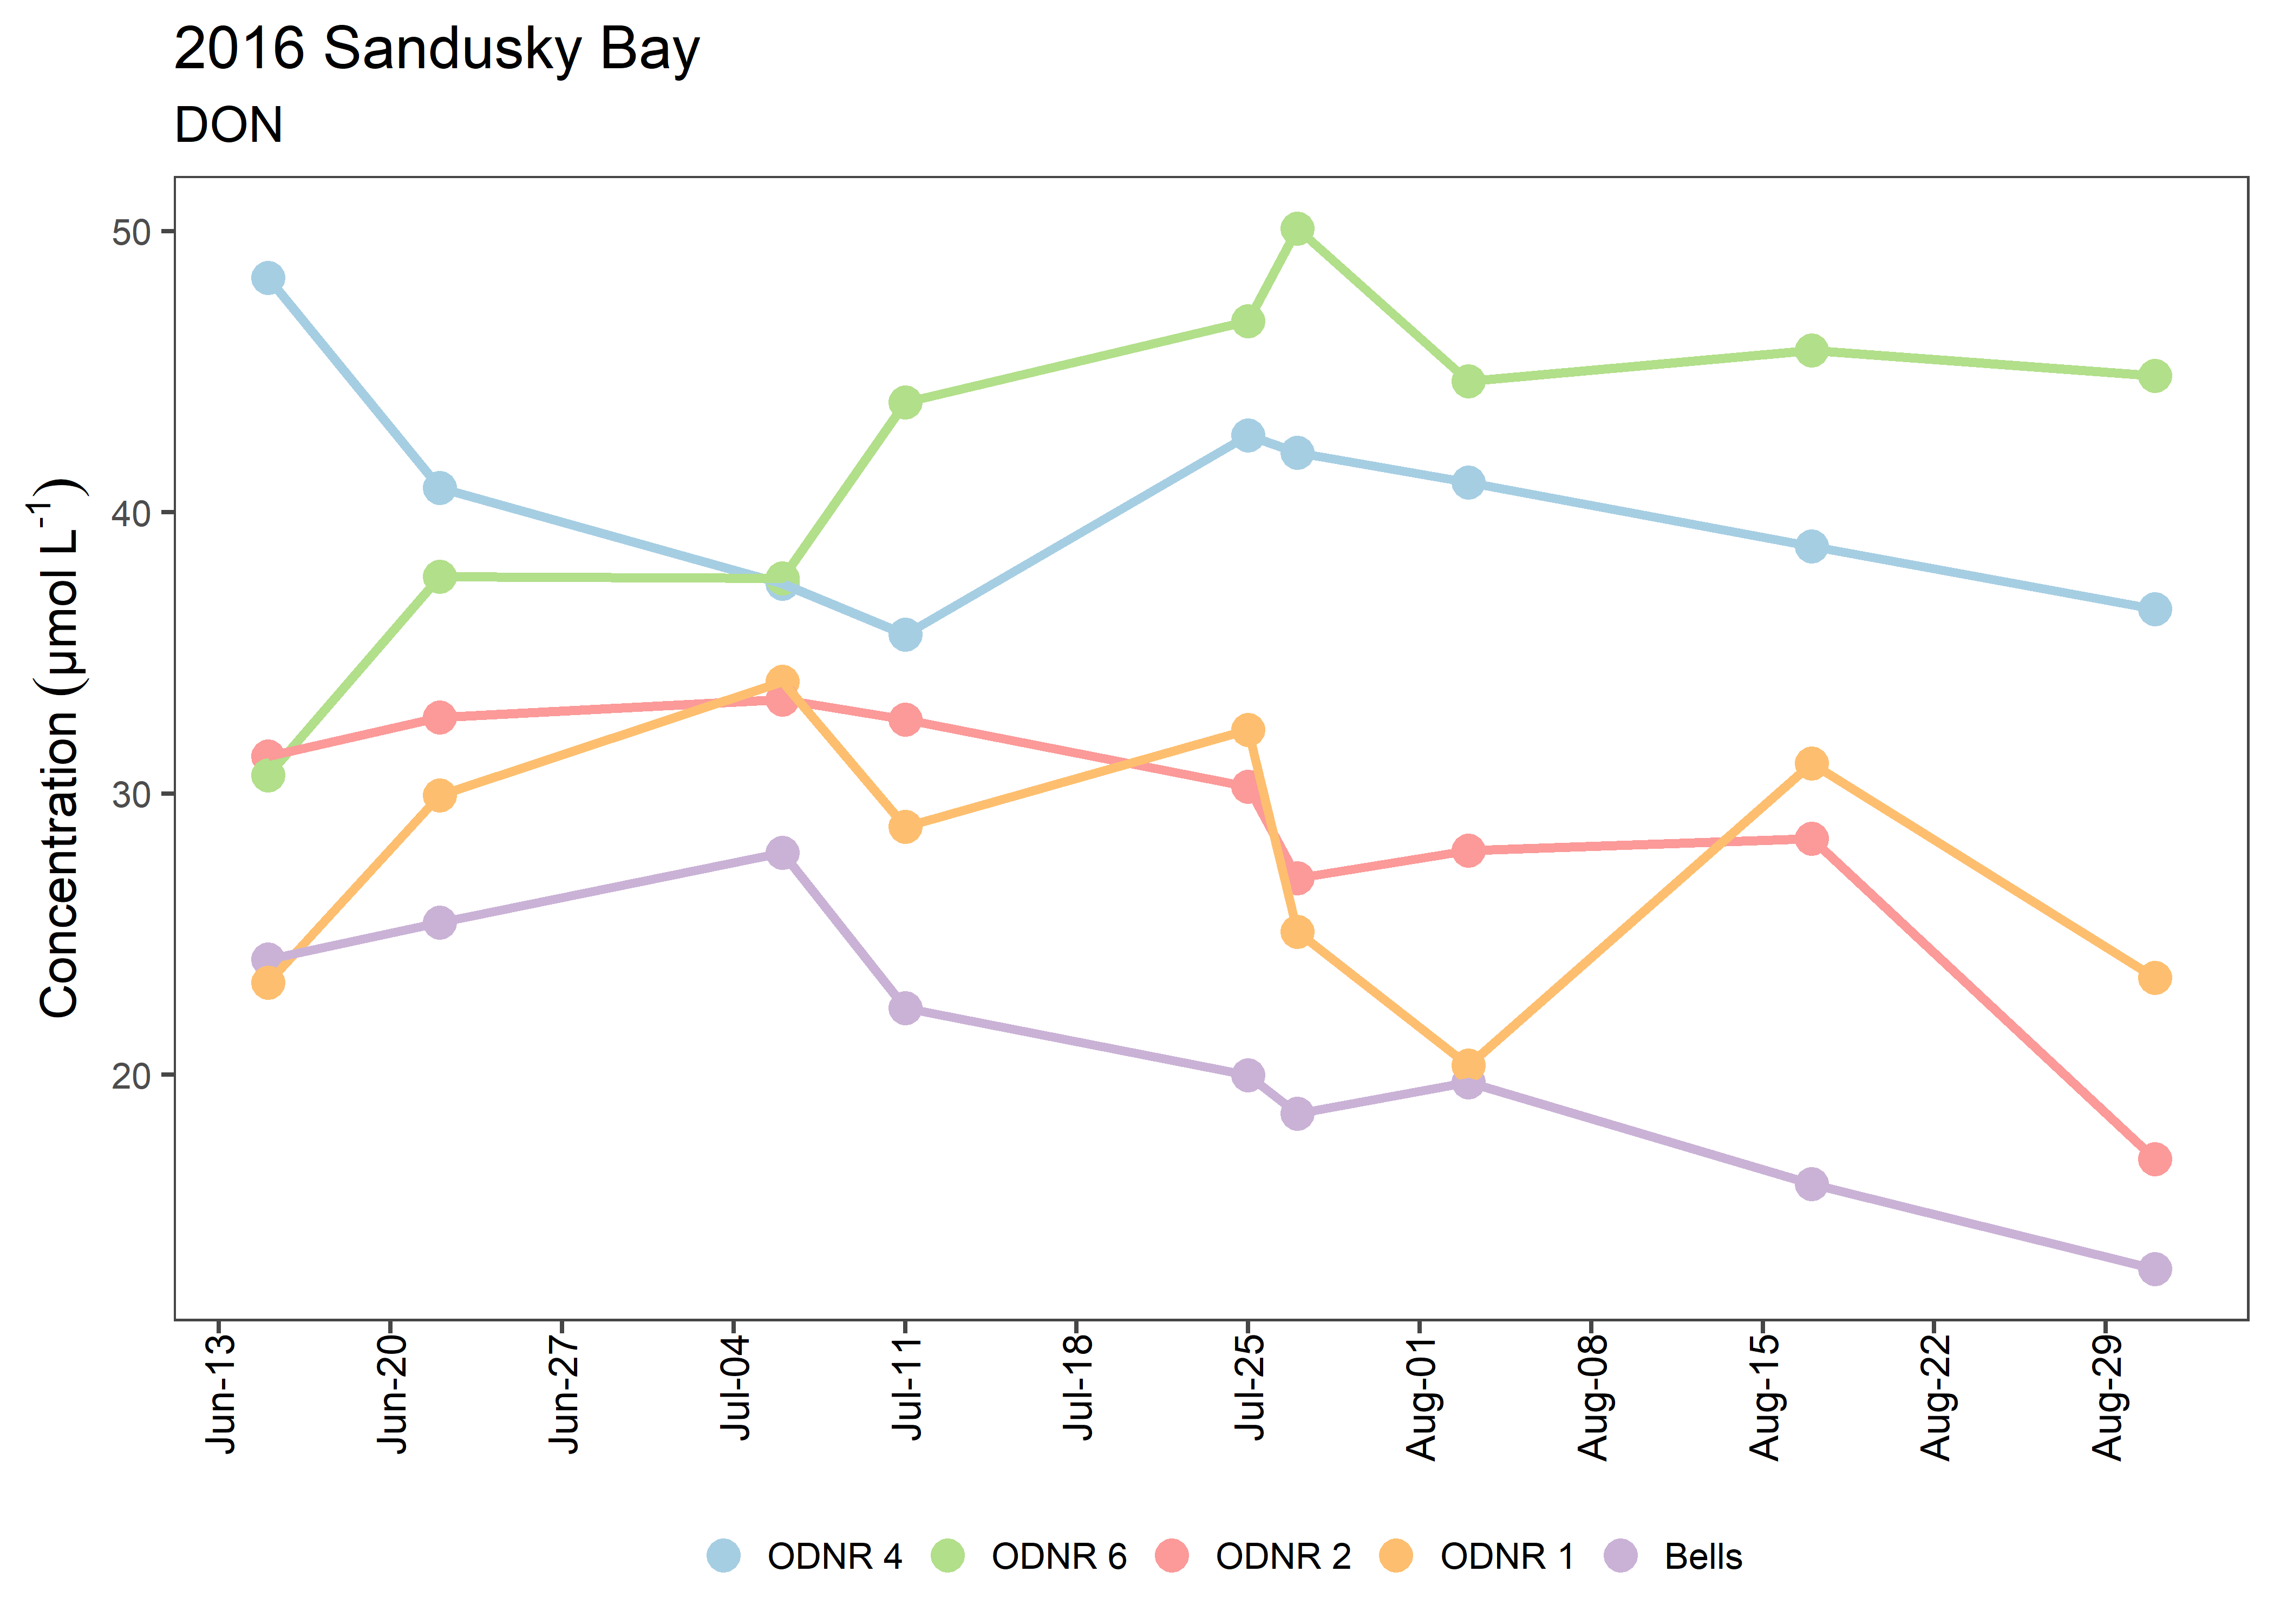 2016 Sandusky Bay
DON
Concentration (µmol L⁻¹)
50
40
30
20
Jun-13
Jun-20
Jun-27
Jul-04
Jul-11
Jul-18
Jul-25
Aug-01
Aug-08
Aug-15
Aug-22
Aug-29
ODNR 4 ODNR 6 ODNR 2 ODNR 1 Bells